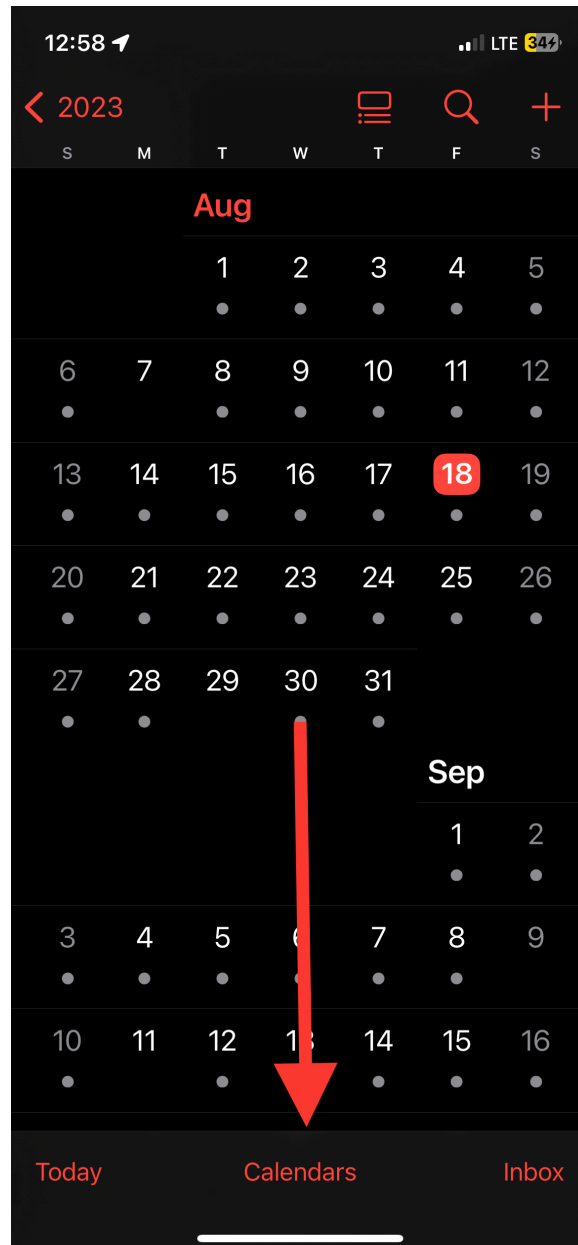 12:58 LTE 34
2023
S M T W T F S
Aug
1 2 3 4 5
6 7 8 9 10 11 12
13 14 15 16 17 18 19
20 21 22 23 24 25 26
27 28 29 30 31
Sep
1 2
3 4 5 6 7 8 9
10 11 12 13 14 15 16
Today Calendars Inbox